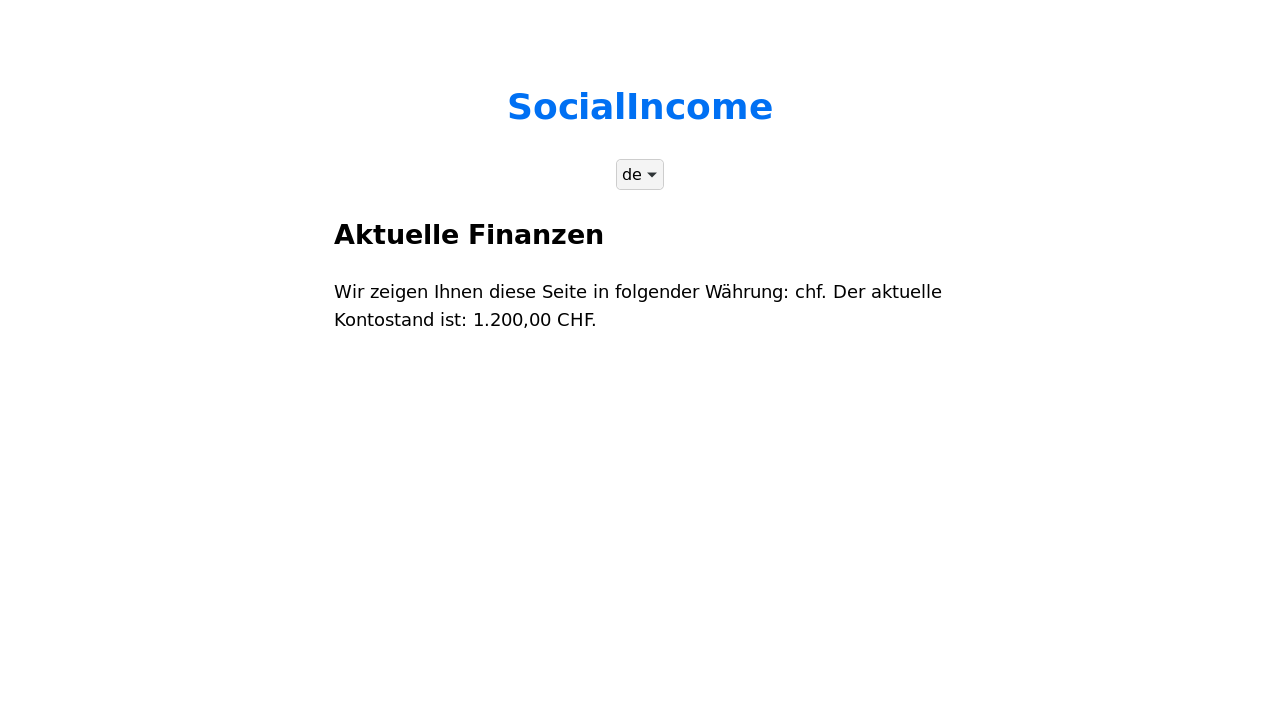 SocialIncome
de
Aktuelle Finanzen
Wir zeigen Ihnen diese Seite in folgender Währung: chf. Der aktuelle
Kontostand ist: 1.200,00 CHF.